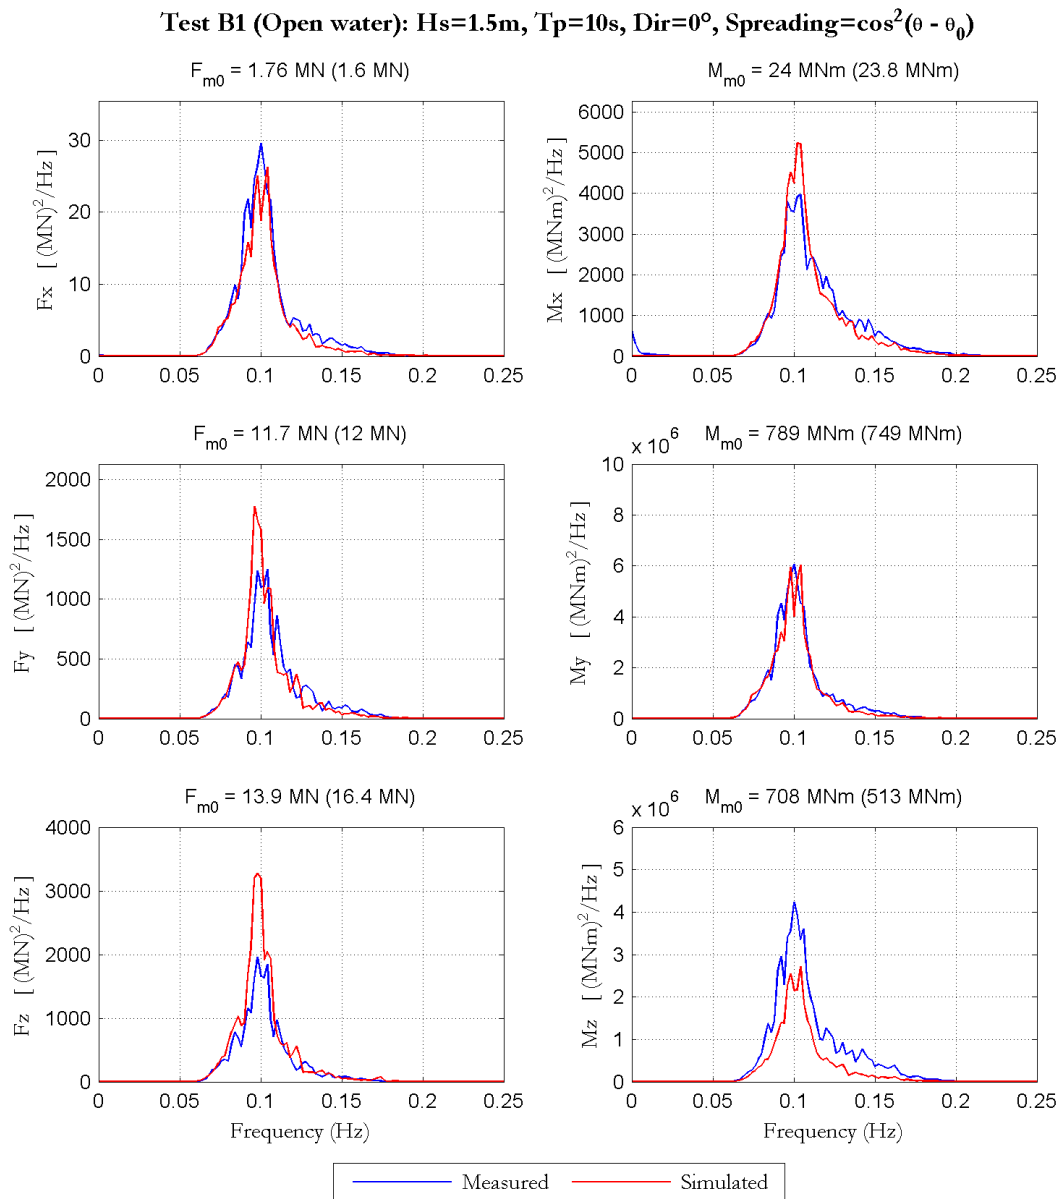 Test B1 (Open water): Hs=1.5m, Tp=10s, Dir=0°, Spreading=cos²(θ - θ₀)
F_m0 = 1.76 MN (1.6 MN)
Fx [ (MN)²/Hz ]
30
20
10
0
0 0.05 0.1 0.15 0.2 0.25
M_m0 = 24 MNm (23.8 MNm)
Mx [ (MNm)²/Hz ]
6000
5000
4000
3000
2000
1000
0
0 0.05 0.1 0.15 0.2 0.25
F_m0 = 11.7 MN (12 MN)
Fy [ (MN)²/Hz ]
2000
1500
1000
500
0
0 0.05 0.1 0.15 0.2 0.25
x 10⁶ M_m0 = 789 MNm (749 MNm)
My [ (MNm)²/Hz ]
10
8
6
4
2
0
0 0.05 0.1 0.15 0.2 0.25
F_m0 = 13.9 MN (16.4 MN)
Fz [ (MN)²/Hz ]
4000
3000
2000
1000
0
0 0.05 0.1 0.15 0.2 0.25
Frequency (Hz)
x 10⁶ M_m0 = 708 MNm (513 MNm)
Mz [ (MNm)²/Hz ]
6
5
4
3
2
1
0
0 0.05 0.1 0.15 0.2 0.25
Frequency (Hz)
Measured Simulated